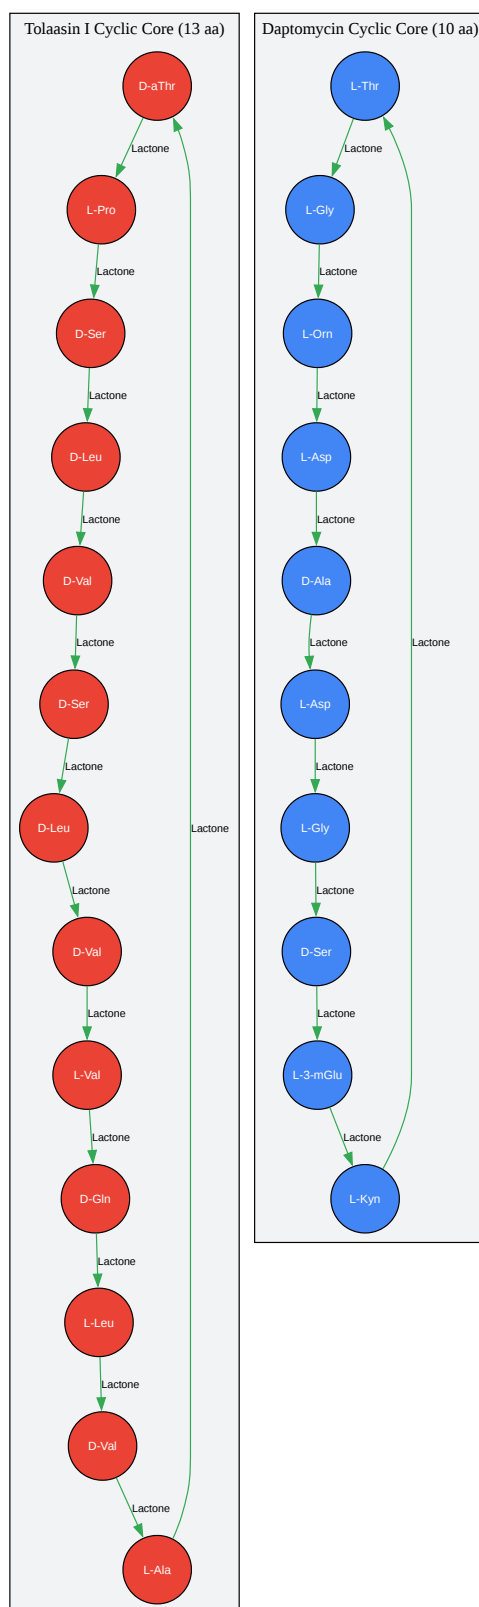 Tolaasin I Cyclic Core (13 aa)
D-aThr
Lactone
L-Pro
Lactone
D-Ser
Lactone
D-Leu
Lactone
D-Val
Lactone
D-Ser
Lactone
D-Leu
Lactone
Lactone
D-Val
Lactone
L-Val
Lactone
D-Gln
Lactone
L-Leu
Lactone
D-Val
Lactone
L-Ala
Daptomycin Cyclic Core (10 aa)
L-Thr
Lactone
L-Gly
Lactone
L-Orn
Lactone
L-Asp
Lactone
D-Ala
Lactone
Lactone
L-Asp
Lactone
L-Gly
Lactone
D-Ser
Lactone
L-3-mGlu
Lactone
L-Kyn